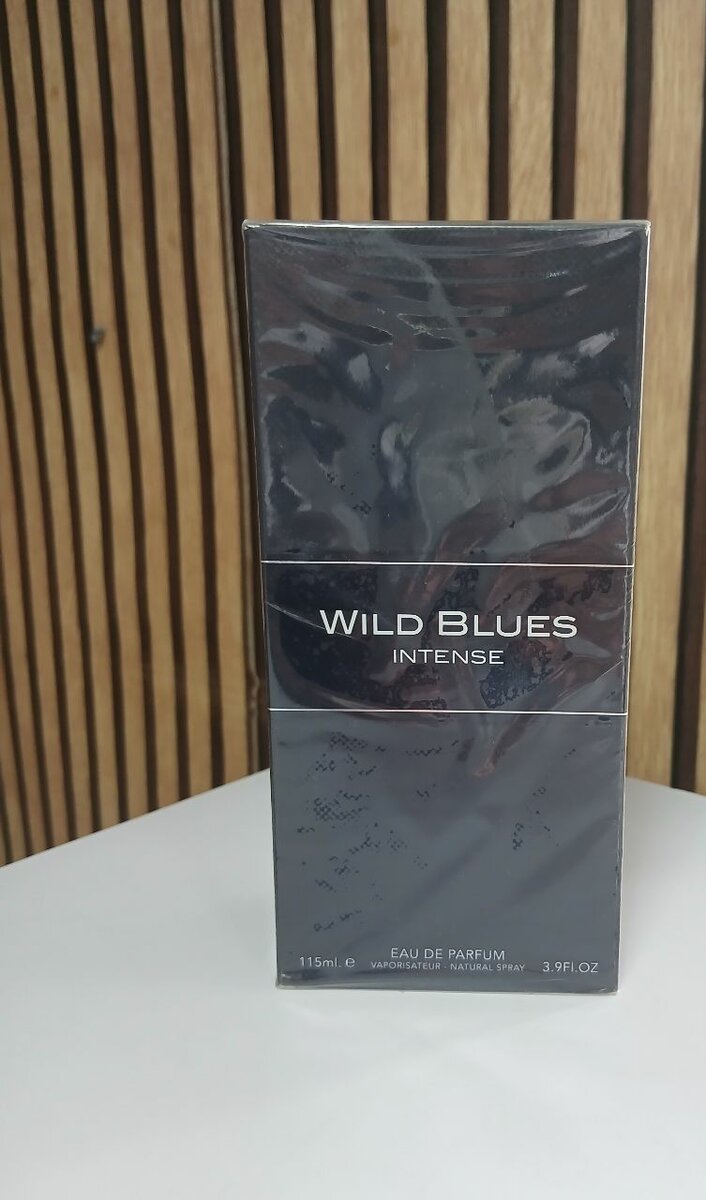 WiLD BLUES
INTENSE
EAU DE PARFUM
115ml. e VAPORISATEUR · NATURAL SPRAY 3.9Fl.OZ